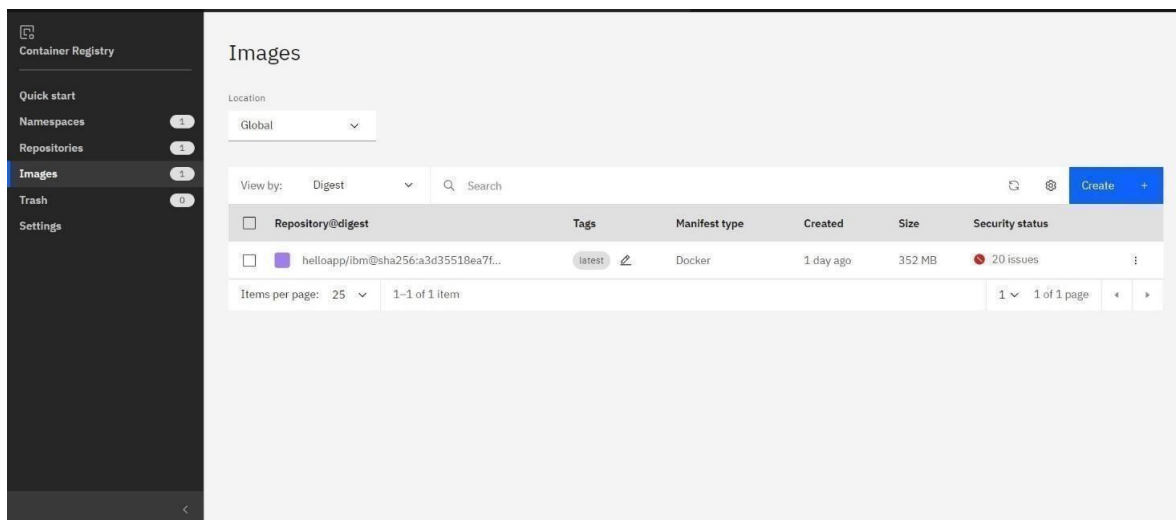 Container Registry
Quick start
Namespaces 1
Repositories 1
Images 1
Trash 0
Settings
Images
Location
Global
View by: Digest Search Create +
Repository@digest Tags Manifest type Created Size Security status
helloapp/ibm@sha256:a3d35518ea7f... latest Docker 1 day ago 352 MB 20 issues
Items per page: 25 1–1 of 1 item 1 1 of 1 page